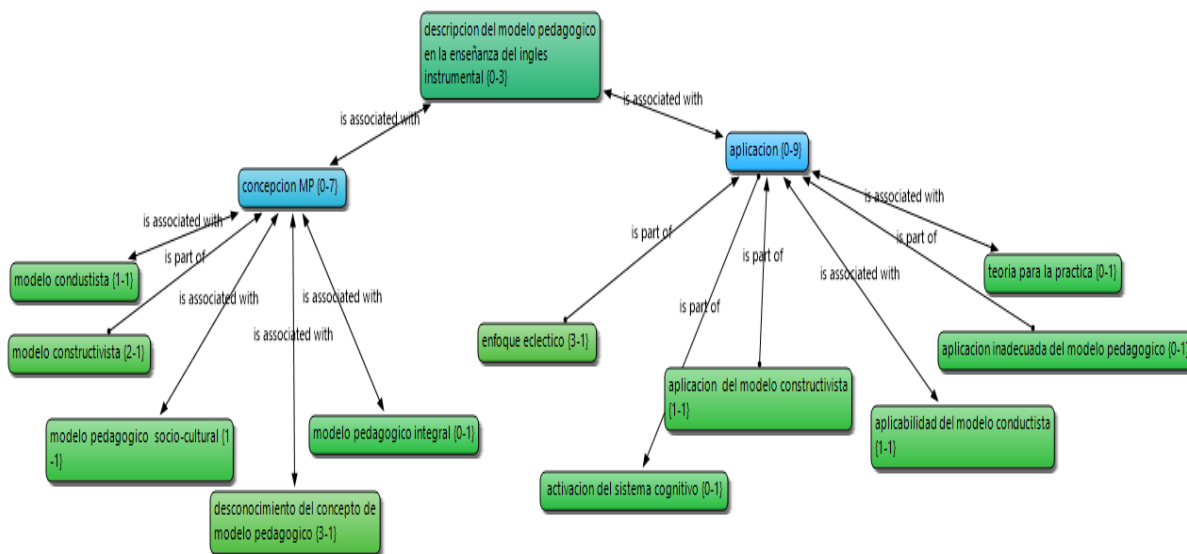 descripcion del modelo pedagogico
en la enseñanza del ingles
instrumental {0-3}
is associated with
is associated with
aplicacion {0-9}
concepcion MP {0-7}
is associated with
is part of
is associated with
is associated with
is associated with
is part of
is part of
is part of
is associated with
is part of
is associated with
modelo condustista {1-1}
teoria para la practica {0-1}
modelo constructivista {2-1}
enfoque eclectico {3-1}
aplicacion inadecuada del modelo pedagogico {0-1}
aplicacion del modelo constructivista
{1-1}
modelo pedagogico socio-cultural {1
-1}
modelo pedagogico integral {0-1}
aplicabilidad del modelo conductista
{1-1}
activacion del sistema cognitivo {0-1}
desconocimiento del concepto de
modelo pedagogico {3-1}